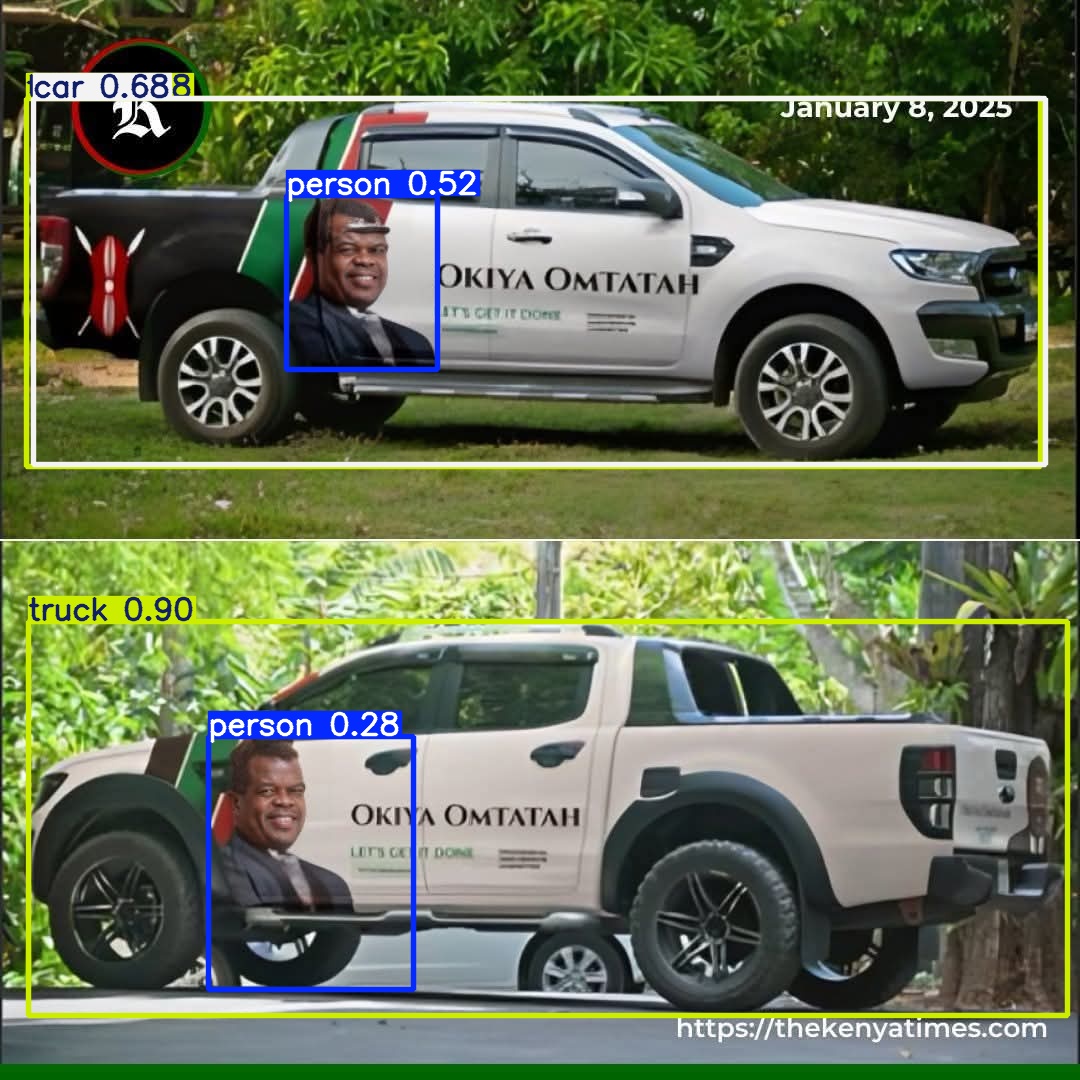 car 0.688
K
January 8, 2025
person 0.52
OKIYA OMTATAH
LET'S GET IT DONE
truck 0.90
person 0.28
OKIYA OMTATAH
LET'S GET IT DONE
https://thekenyatimes.com